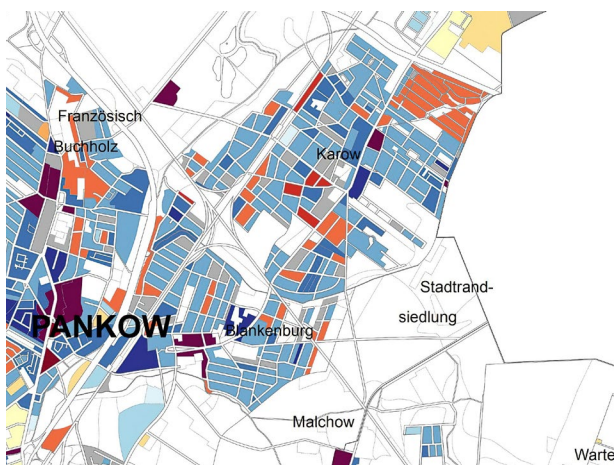 Französisch
Buchholz
Karow
Stadtrand-
siedlung
PANKOW
Blankenburg
Malchow
Warte